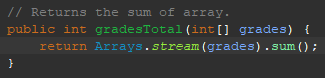 // Returns the sum of array.
public int gradesTotal(int[] grades) {
    return Arrays.stream(grades).sum();
}